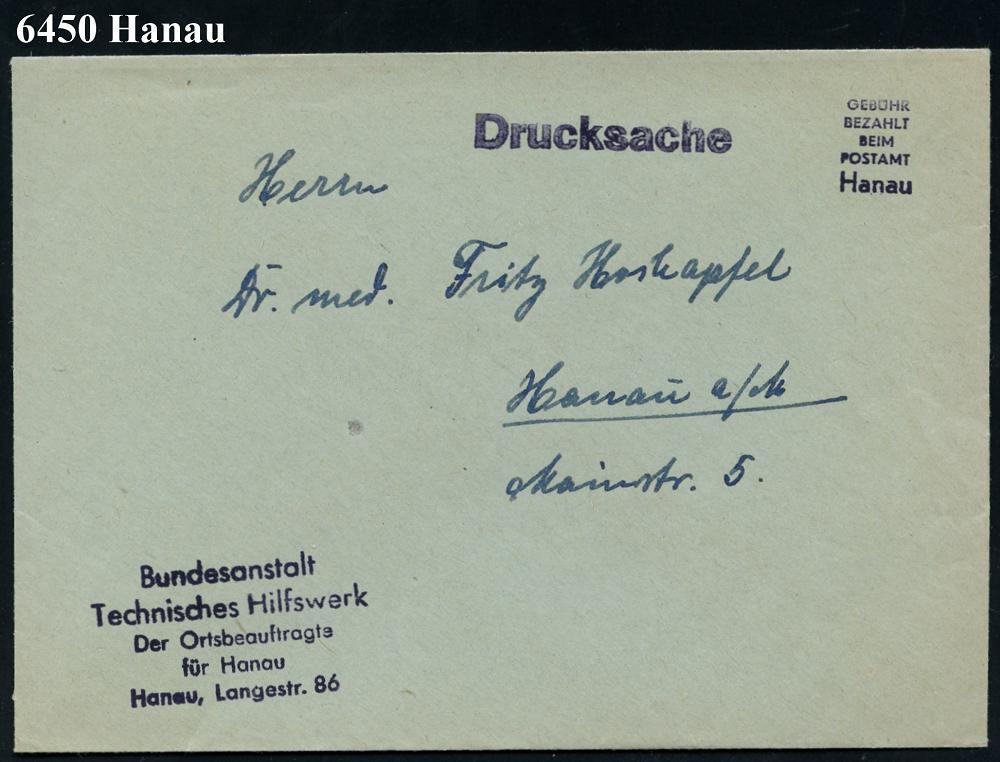 6450 Hanau
Drucksache
GEBÜHR
BEZAHLT
BEIM
POSTAMT
Hanau
Herrn
Dr. med. Fritz
Hanau a/M
Mainstr. 5.
Bundesanstalt
Technisches Hilfswerk
Der Ortsbeauftragte
für Hanau
Hanau, Langestr. 86